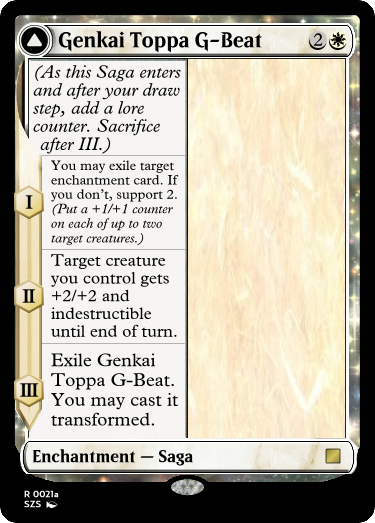 Genkai Toppa G-Beat 2
(As this Saga enters
and after your draw
step, add a lore
counter. Sacrifice
after III.)
I
You may exile target
enchantment card. If
you don't, support 2.
(Put a +1/+1 counter
on each of up to two
target creatures.)
II
Target creature
you control gets
+2/+2 and
indestructible
until end of turn.
III
Exile Genkai
Toppa G-Beat.
You may cast it
transformed.
Enchantment — Saga
R 0021a
SZS